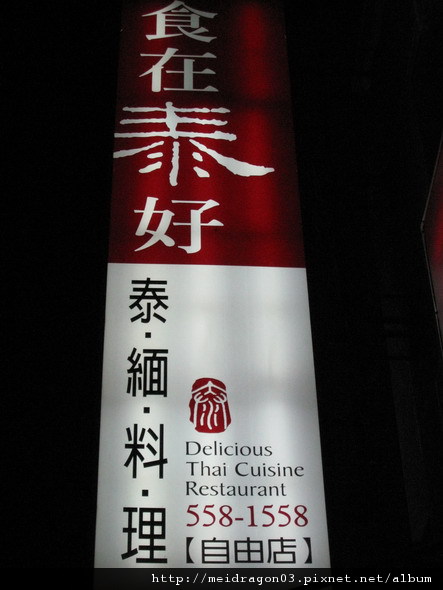 食在泰好
泰·緬·料·理
泰
Delicious
Thai Cuisine
Restaurant
558-1558
【自由店】
http://meidragon03.pixnet.net/album